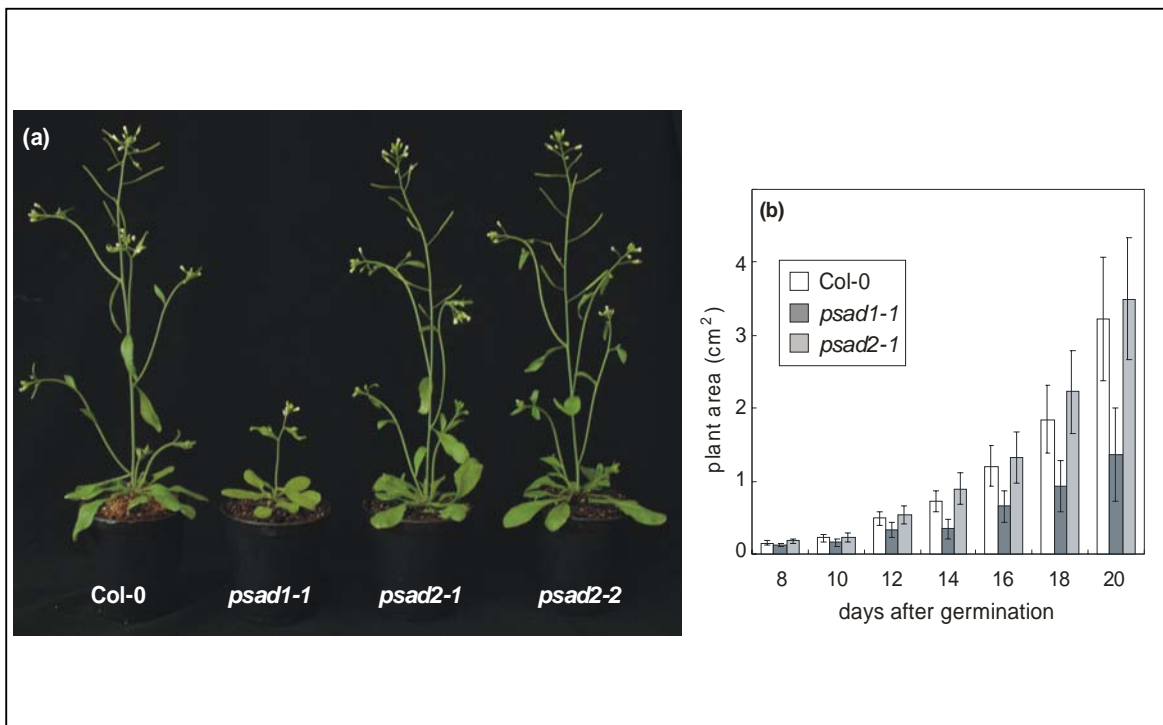 (a)
Col-0
psad1-1
psad2-1
psad2-2
(b)
Col-0
psad1-1
psad2-1
plant area (cm²)
4
3
2
1
0
8 10 12 14 16 18 20
days after germination